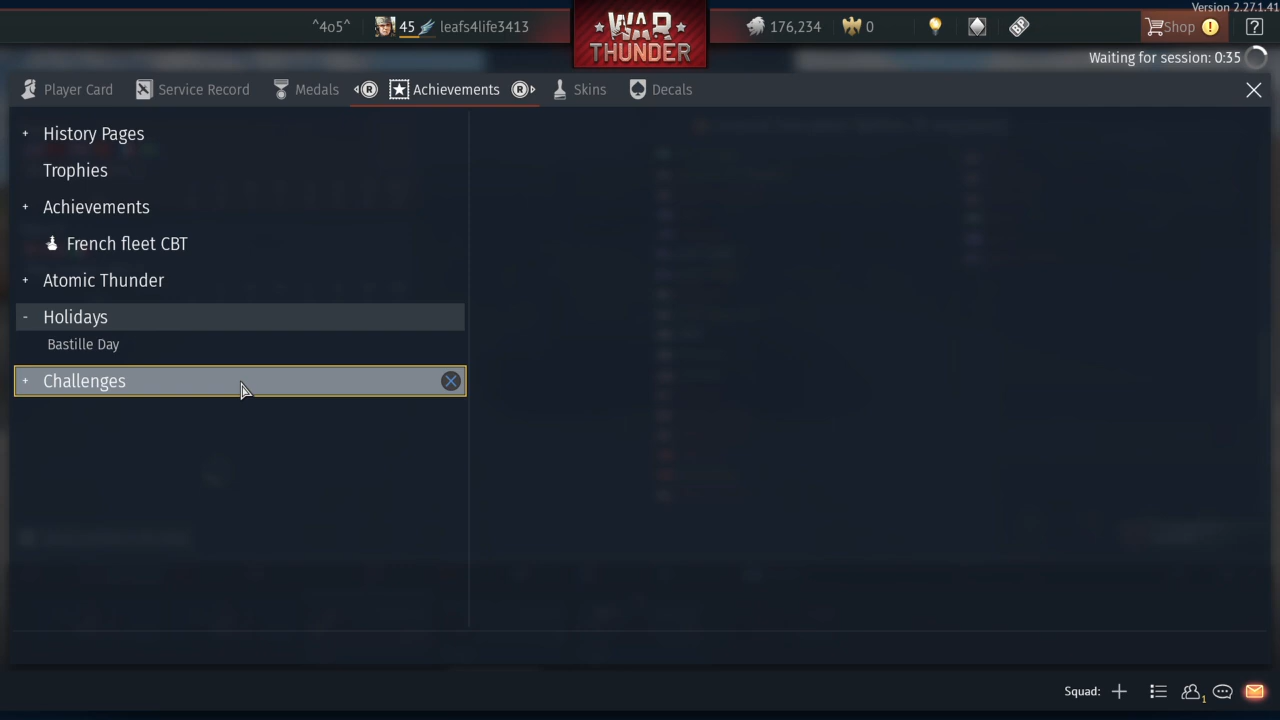 Version 2.27.1.41
^4o5^ 45 leafs4life3413 WAR THUNDER 176,234 0 Shop ! ?
Waiting for session: 0:35
Player Card Service Record Medals R Achievements R Skins Decals
+ History Pages
Trophies
+ Achievements
French fleet CBT
+ Atomic Thunder
- Holidays
Bastille Day
+ Challenges
Squad: + 1